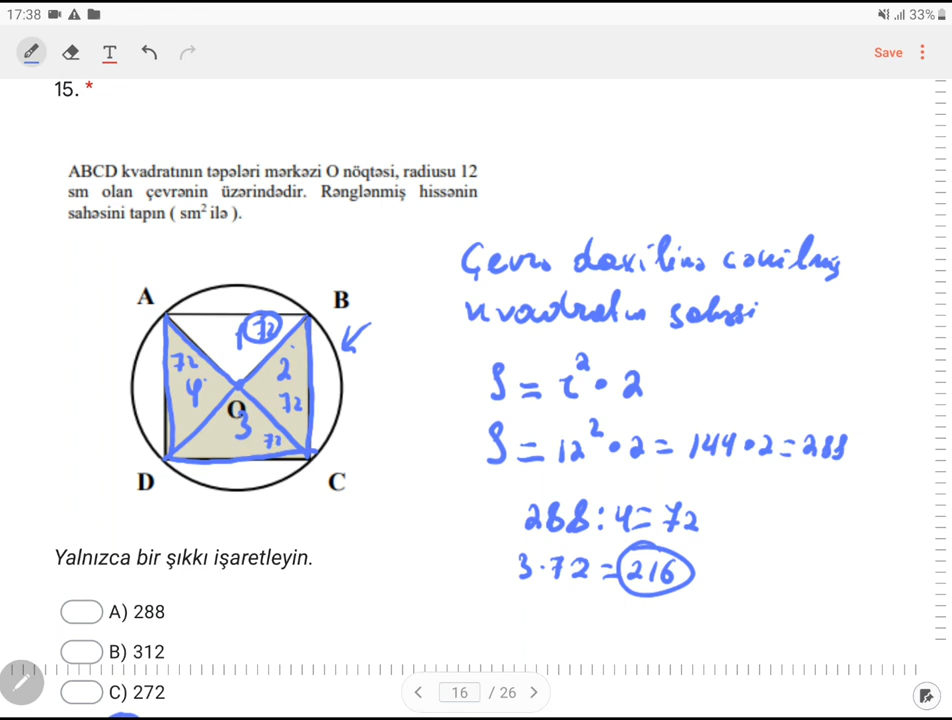 17:38
33%
T
Save
15. *
ABCD kvadratının təpələri mərkəzi O nöqtəsi, radiusu 12
sm olan çevrənin üzərindədir. Rənglənmiş hissənin
sahəsini tapın ( sm² ilə ).
Çevrə daxilinə çəkilmiş
kvadratın sahəsi
A
B
1 72
72
4
2
72
O
3
72
D
C
S = r² • 2
S = 12² • 2 = 144 • 2 = 288
288 : 4 = 72
3 • 72 = 216
Yalnızca bir şıkkı işaretleyin.
A) 288
B) 312
C) 272
< 16 / 26 >